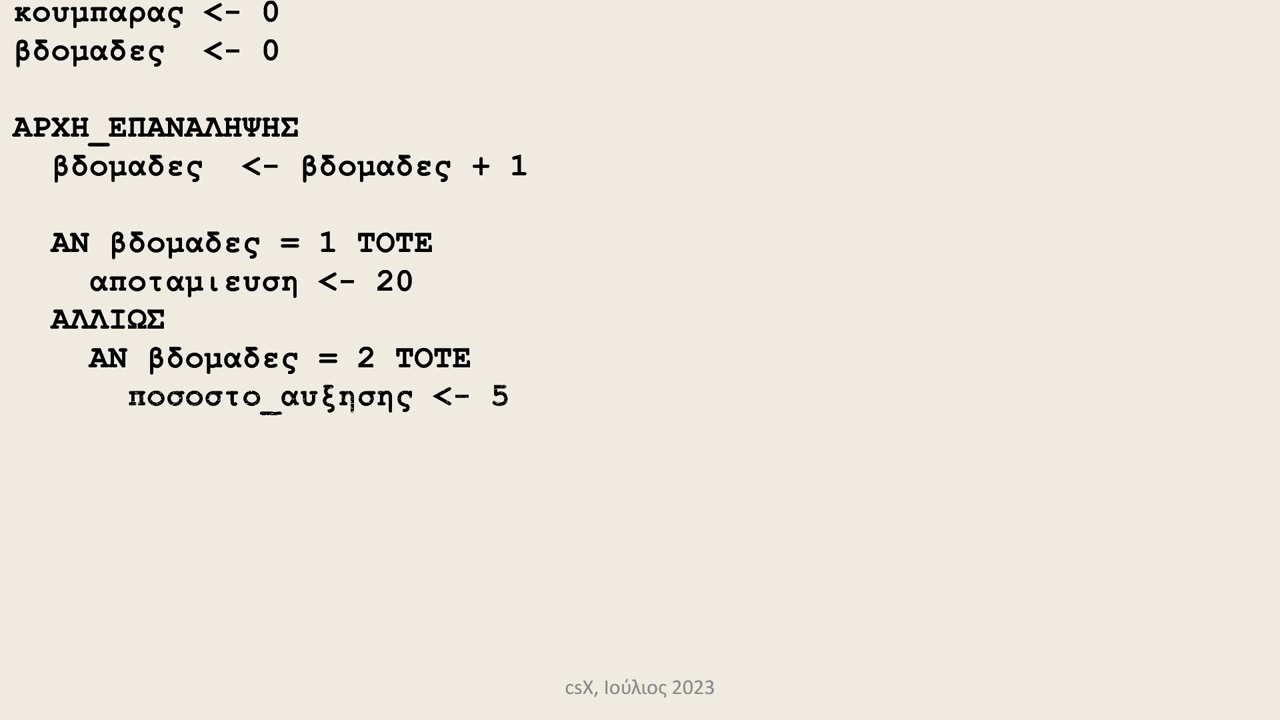 κουμπαρας <- 0
βδομαδες  <- 0
ΑΡΧΗ_ΕΠΑΝΑΛΗΨΗΣ
βδομαδες  <- βδομαδες + 1
ΑΝ βδομαδες = 1 ΤΟΤΕ
αποταμιευση <- 20
ΑΛΛΙΩΣ
ΑΝ βδομαδες = 2 ΤΟΤΕ
ποσοστο_αυξησης <- 5
csX, Ιούλιος 2023